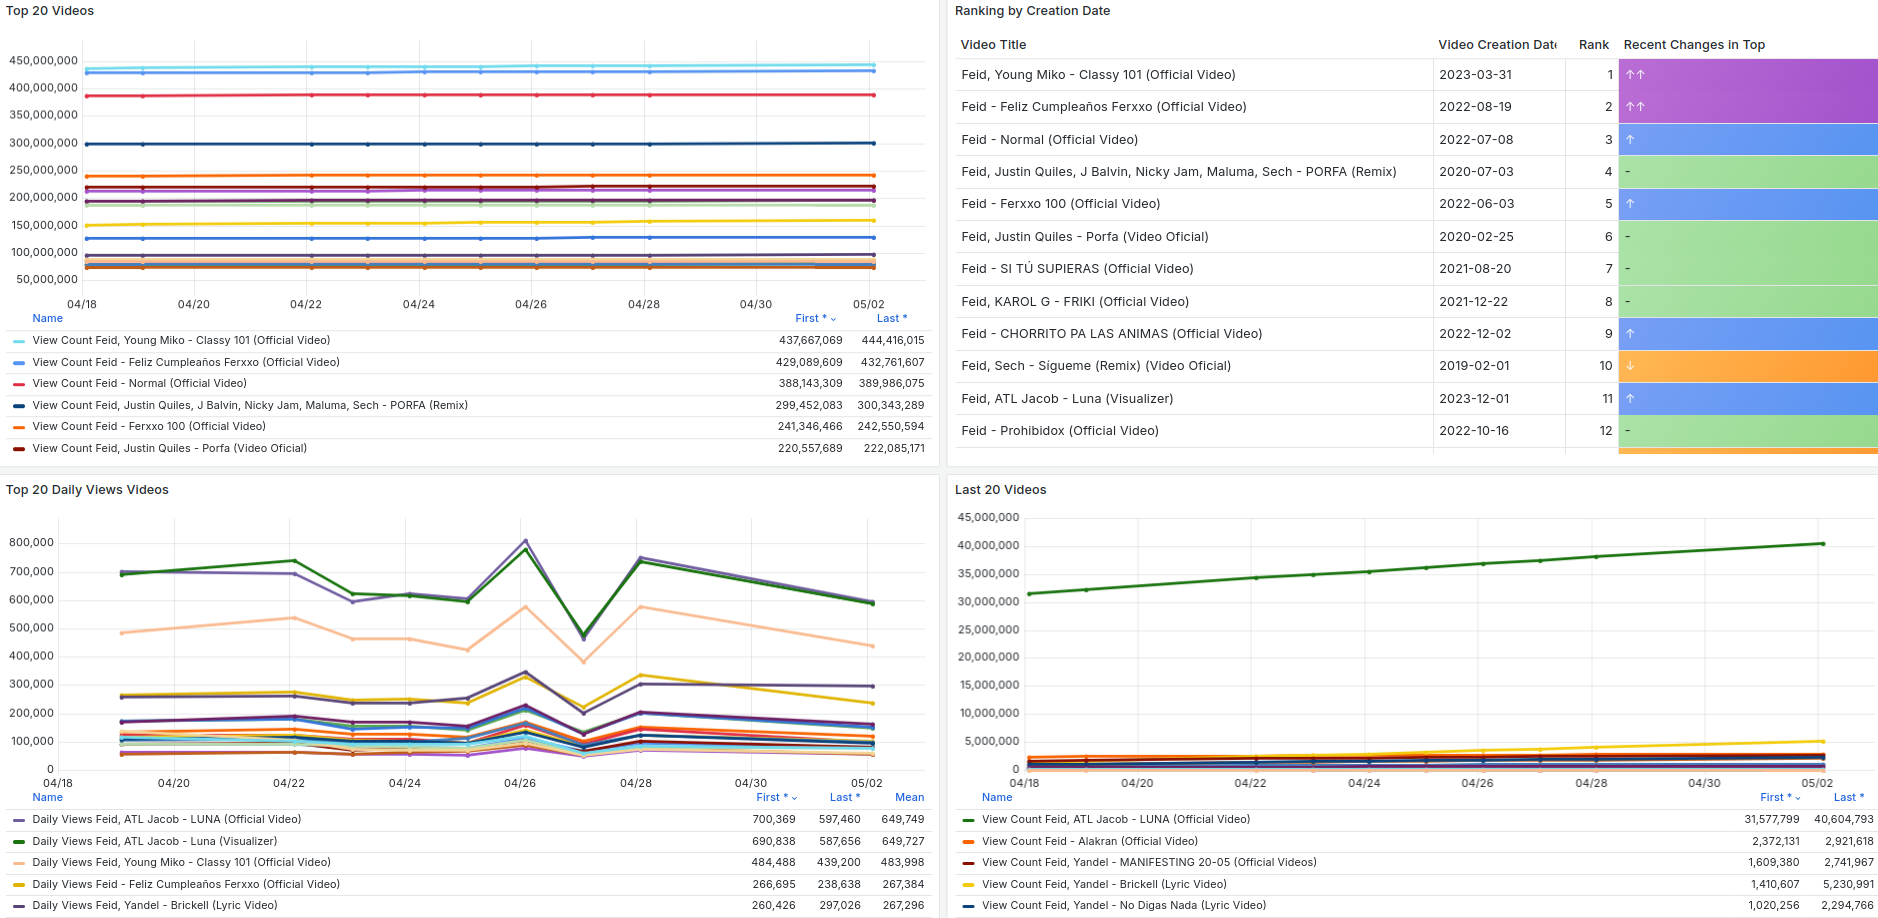 Top 20 Videos
450,000,000
400,000,000
350,000,000
300,000,000
250,000,000
200,000,000
150,000,000
100,000,000
50,000,000
04/18 04/20 04/22 04/24 04/26 04/28 04/30 05/02
Name First * Last *
View Count Feid, Young Miko - Classy 101 (Official Video) 437,667,069 444,416,015
View Count Feid - Feliz Cumpleaños Ferxxo (Official Video) 429,089,609 432,761,607
View Count Feid - Normal (Official Video) 388,143,309 389,986,075
View Count Feid, Justin Quiles, J Balvin, Nicky Jam, Maluma, Sech - PORFA (Remix) 299,452,083 300,343,289
View Count Feid - Ferxxo 100 (Official Video) 241,346,466 242,550,594
View Count Feid, Justin Quiles - Porfa (Video Oficial) 220,557,689 222,085,171
Ranking by Creation Date
Video Title Video Creation Date Rank Recent Changes in Top
Feid, Young Miko - Classy 101 (Official Video) 2023-03-31 1 ↑↑
Feid - Feliz Cumpleaños Ferxxo (Official Video) 2022-08-19 2 ↑↑
Feid - Normal (Official Video) 2022-07-08 3 ↑
Feid, Justin Quiles, J Balvin, Nicky Jam, Maluma, Sech - PORFA (Remix) 2020-07-03 4 -
Feid - Ferxxo 100 (Official Video) 2022-06-03 5 ↑
Feid, Justin Quiles - Porfa (Video Oficial) 2020-02-25 6 -
Feid - SI TÚ SUPIERAS (Official Video) 2021-08-20 7 -
Feid, KAROL G - FRIKI (Official Video) 2021-12-22 8 -
Feid - CHORRITO PA LAS ANIMAS (Official Video) 2022-12-02 9 ↑
Feid, Sech - Sígueme (Remix) (Video Oficial) 2019-02-01 10 ↓
Feid, ATL Jacob - Luna (Visualizer) 2023-12-01 11 ↑
Feid - Prohibidox (Official Video) 2022-10-16 12 -
Top 20 Daily Views Videos
800,000
700,000
600,000
500,000
400,000
300,000
200,000
100,000
0
04/18 04/20 04/22 04/24 04/26 04/28 04/30 05/02
Name First * Last * Mean
Daily Views Feid, ATL Jacob - LUNA (Official Video) 700,369 597,460 649,749
Daily Views Feid, ATL Jacob - Luna (Visualizer) 690,838 587,656 649,727
Daily Views Feid, Young Miko - Classy 101 (Official Video) 484,488 439,200 483,998
Daily Views Feid - Feliz Cumpleaños Ferxxo (Official Video) 266,695 238,638 267,384
Daily Views Feid, Yandel - Brickell (Lyric Video) 260,426 297,026 267,296
Last 20 Videos
45,000,000
40,000,000
35,000,000
30,000,000
25,000,000
20,000,000
15,000,000
10,000,000
5,000,000
0
04/18 04/20 04/22 04/24 04/26 04/28 04/30 05/02
Name First * Last *
View Count Feid, ATL Jacob - LUNA (Official Video) 31,577,799 40,604,793
View Count Feid - Alakran (Official Video) 2,372,131 2,921,618
View Count Feid, Yandel - MANIFESTING 20-05 (Official Videos) 1,609,380 2,741,967
View Count Feid, Yandel - Brickell (Lyric Video) 1,410,607 5,230,991
View Count Feid, Yandel - No Digas Nada (Lyric Video) 1,020,256 2,294,766